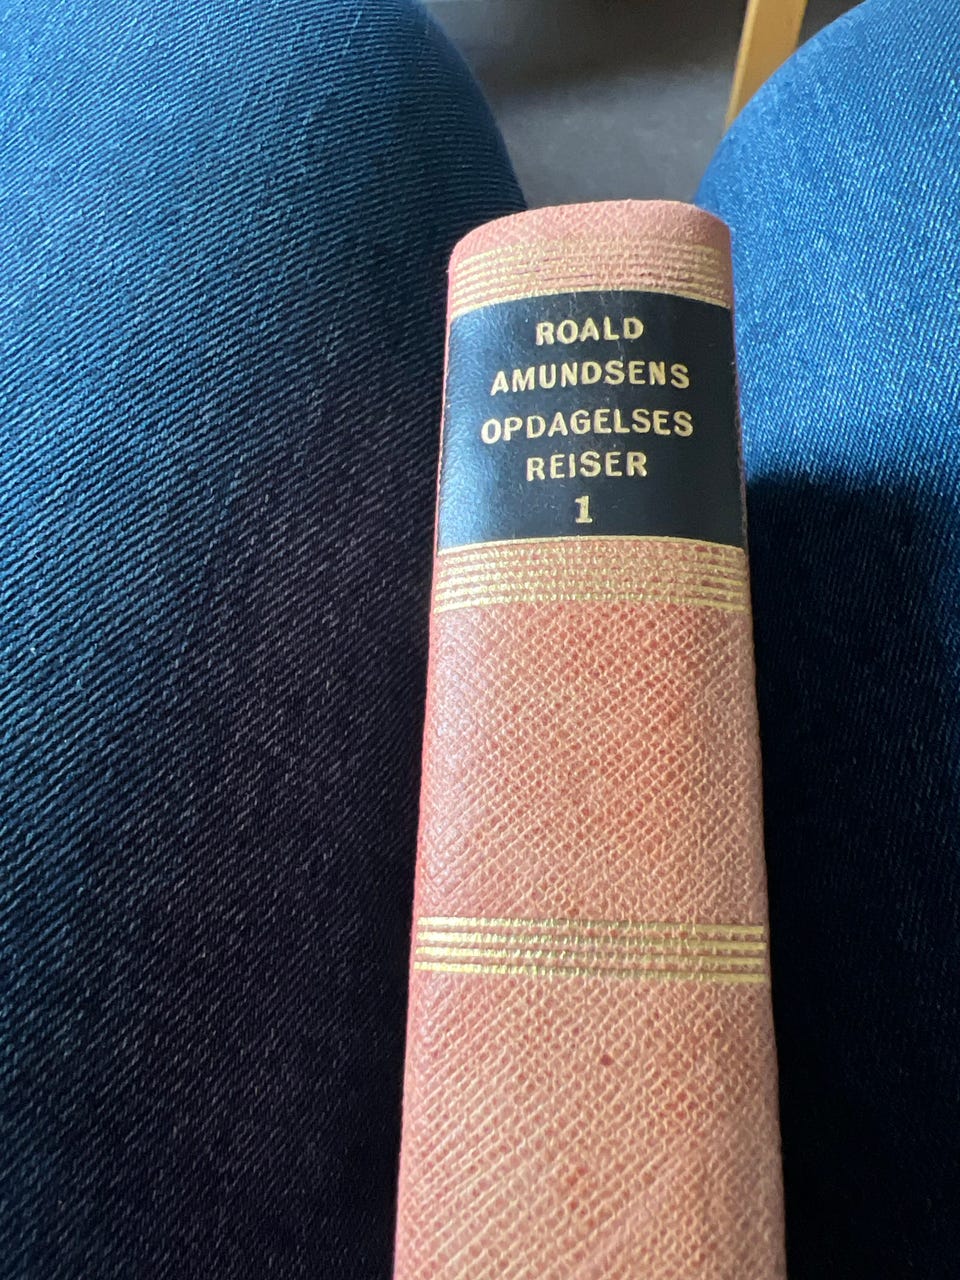 ROALD
AMUNDSENS
OPDAGELSES
REISER
1